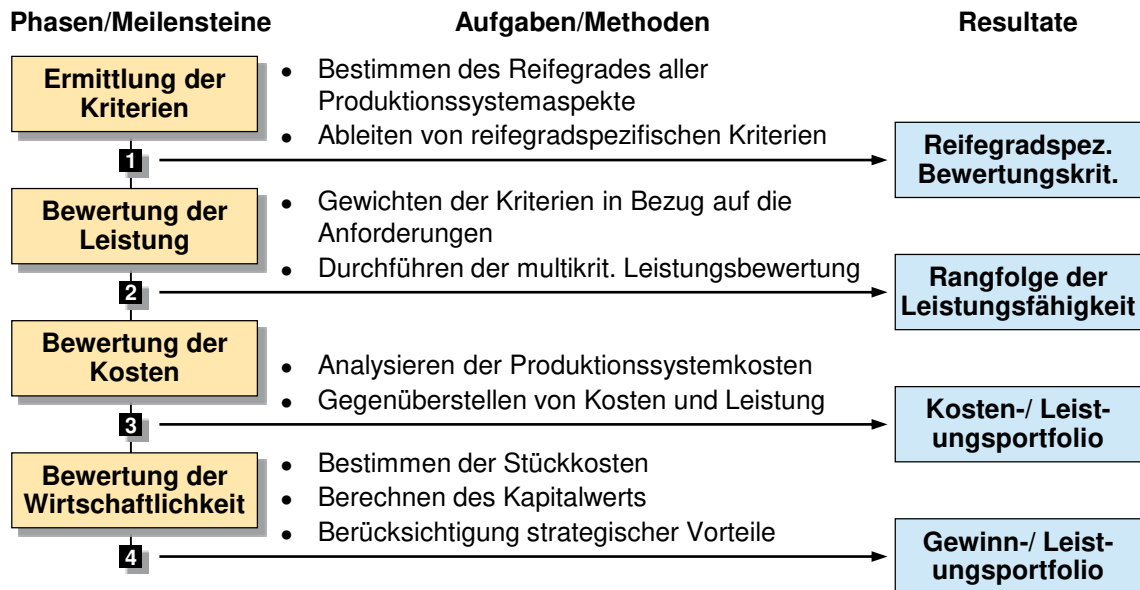 Phasen/Meilensteine Aufgaben/Methoden Resultate
Ermittlung der
Kriterien
• Bestimmen des Reifegrades aller
Produktionssystemaspekte
• Ableiten von reifegradspezifischen Kriterien
1
Reifegradspez.
Bewertungskrit.
Bewertung der
Leistung
• Gewichten der Kriterien in Bezug auf die
Anforderungen
• Durchführen der multikrit. Leistungsbewertung
2
Rangfolge der
Leistungsfähigkeit
Bewertung der
Kosten
• Analysieren der Produktionssystemkosten
• Gegenüberstellen von Kosten und Leistung
3
Kosten-/ Leist-
ungsportfolio
Bewertung der
Wirtschaftlichkeit
• Bestimmen der Stückkosten
• Berechnen des Kapitalwerts
• Berücksichtigung strategischer Vorteile
4
Gewinn-/ Leist-
ungsportfolio